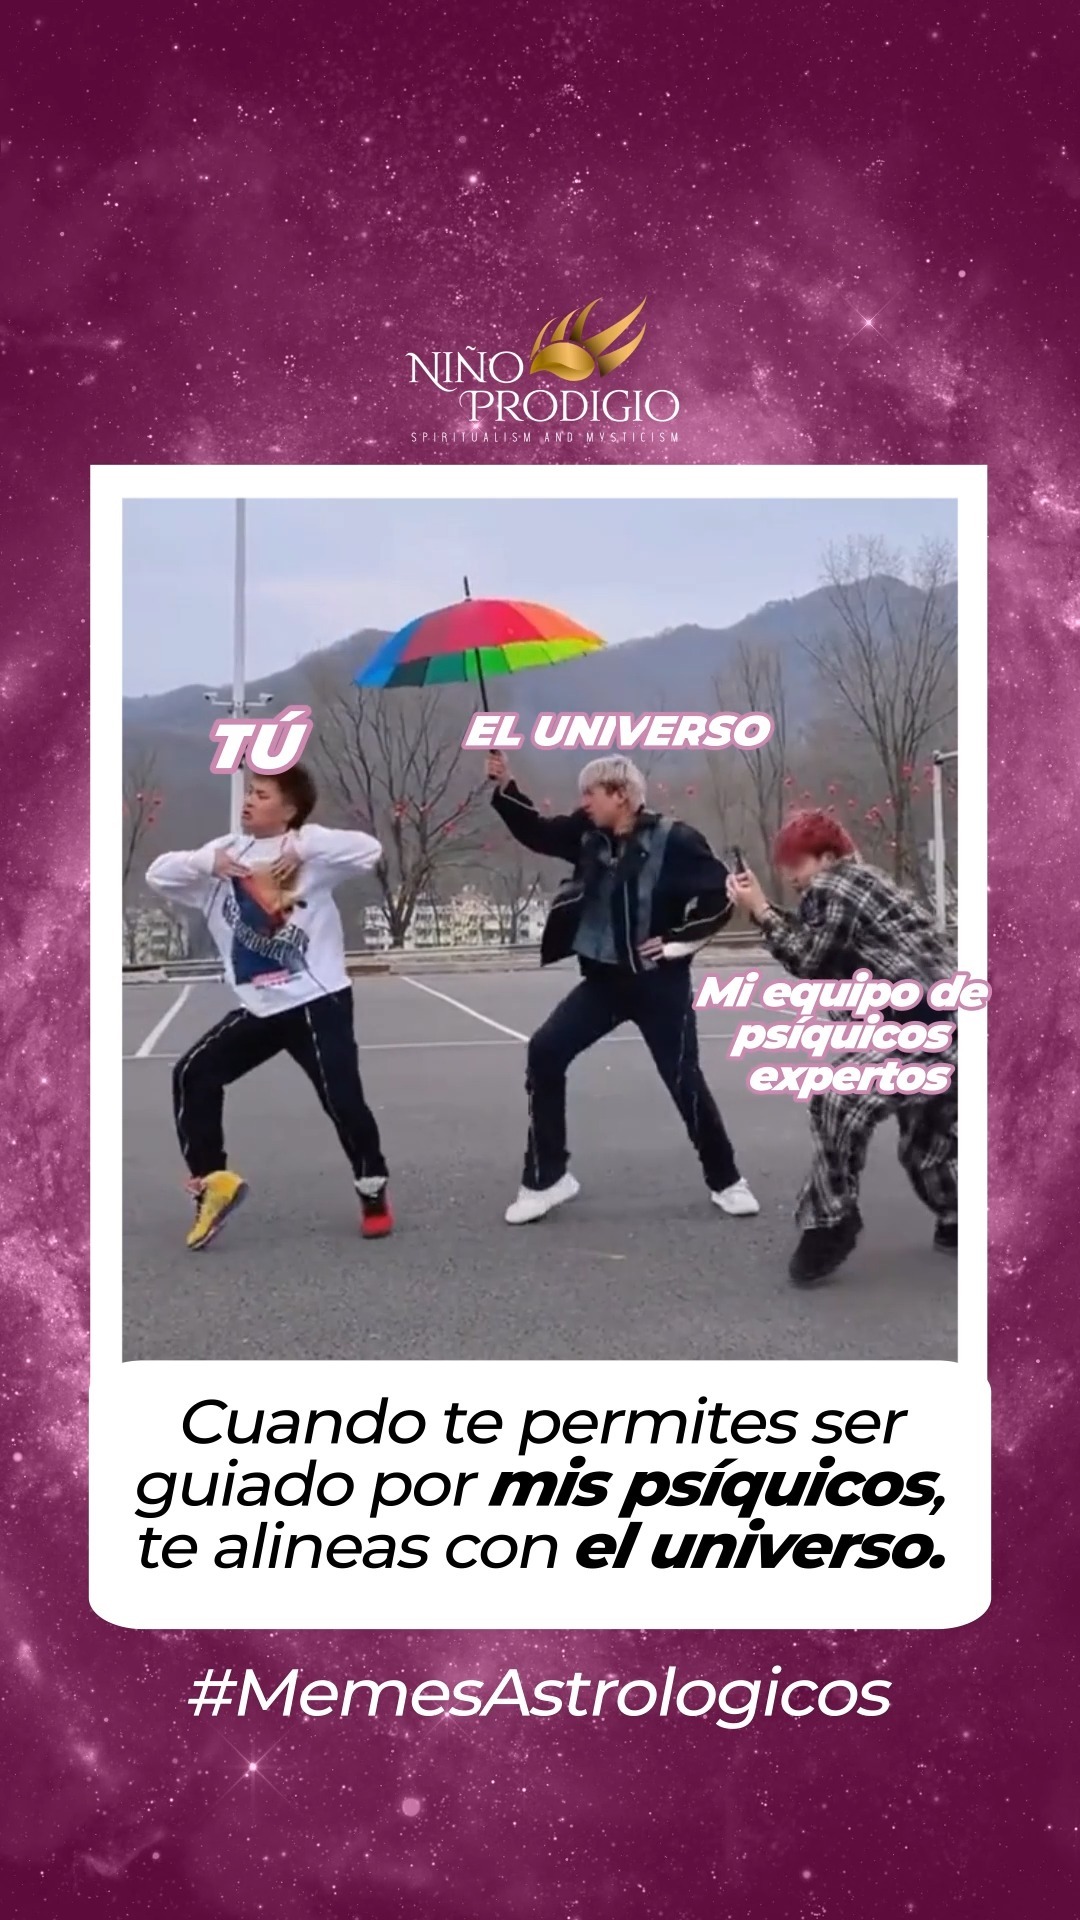 NIÑO
PRODIGIO
SPIRITUALISM AND MYSTICISM
TÚ
EL UNIVERSO
Mi equipo de
psíquicos
expertos
Cuando te permites ser
guiado por mis psíquicos,
te alineas con el universo.
#MemesAstrologicos